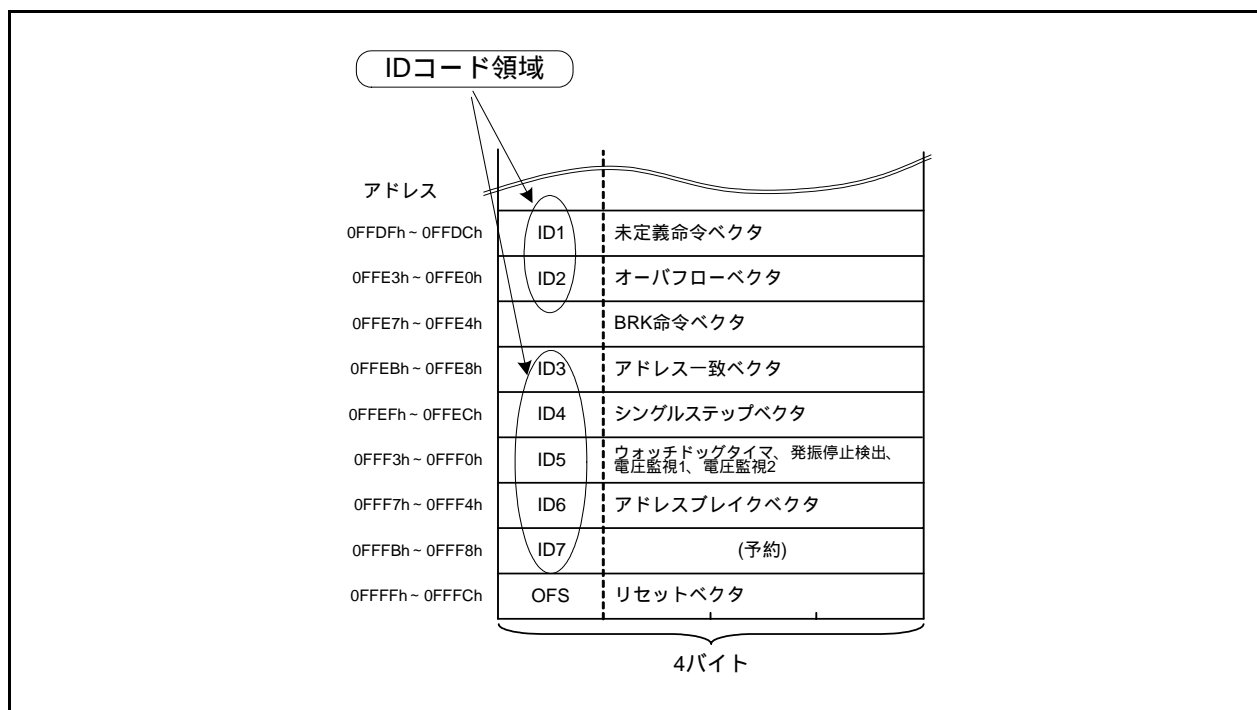 IDコード領域
アドレス
0FFDFh ~ 0FFDCh ID1 未定義命令ベクタ
0FFE3h ~ 0FFE0h ID2 オーバフローベクタ
0FFE7h ~ 0FFE4h BRK命令ベクタ
0FFEBh ~ 0FFE8h ID3 アドレス一致ベクタ
0FFEFh ~ 0FFECh ID4 シングルステップベクタ
0FFF3h ~ 0FFF0h ID5 ウォッチドッグタイマ、発振停止検出、
電圧監視1、電圧監視2
0FFF7h ~ 0FFF4h ID6 アドレスブレイクベクタ
0FFFBh ~ 0FFF8h ID7 (予約)
0FFFFh ~ 0FFFCh OFS リセットベクタ
4バイト